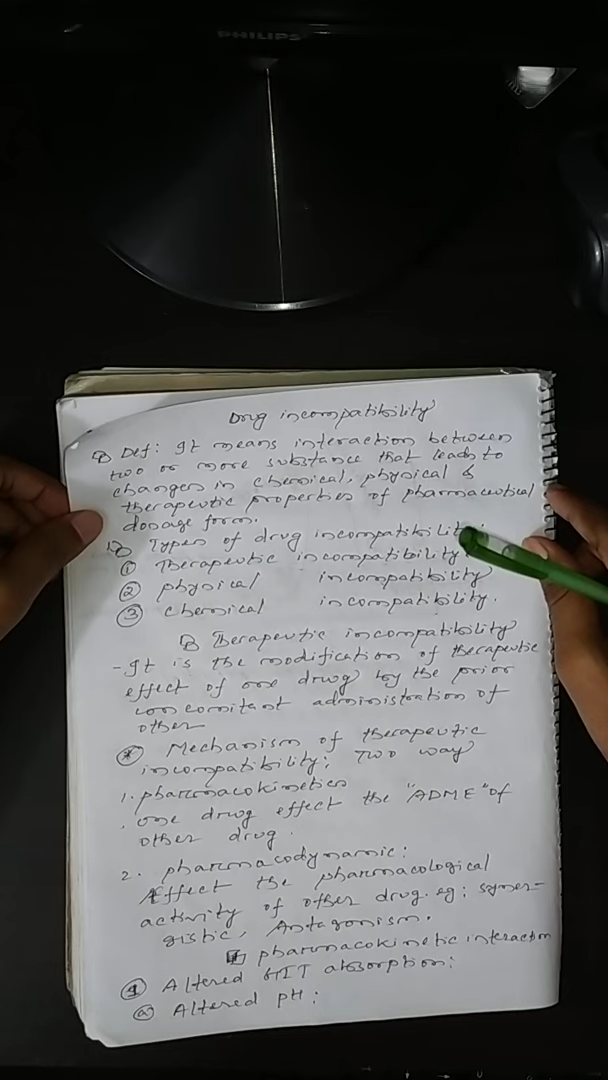 PHILIPS
Drug incompatibility
Def: It means interaction between
two or more substance that leads to
changes in chemical, physical &
therapeutic properties of pharmaceutical
dosage form.
Types of drug incompatibility:
① Therapeutic incompatibility
② physical incompatibility
③ chemical incompatibility.
Therapeutic incompatibility
- It is the modification of therapeutic
effect of one drug by the prior
concomitant administration of
other
* Mechanism of therapeutic
incompatibility: Two way
1. pharmacokinetics
. one drug effect the "ADME" of
other drug.
2. pharmacodynamic:
Affect the pharmacological
activity of other drug. eg: syner-
gistic, Antagonism.
pharmacokinetic interaction
① Altered GIT absorption:
ⓐ Altered pH: